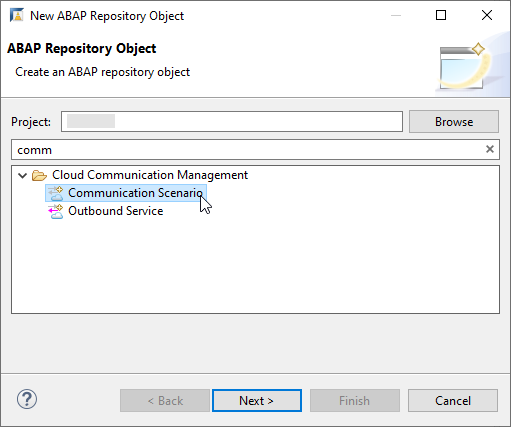 New ABAP Repository Object
ABAP Repository Object
Create an ABAP repository object
Project:
Browse
comm
Cloud Communication Management
Communication Scenario
Outbound Service
< Back
Next >
Finish
Cancel